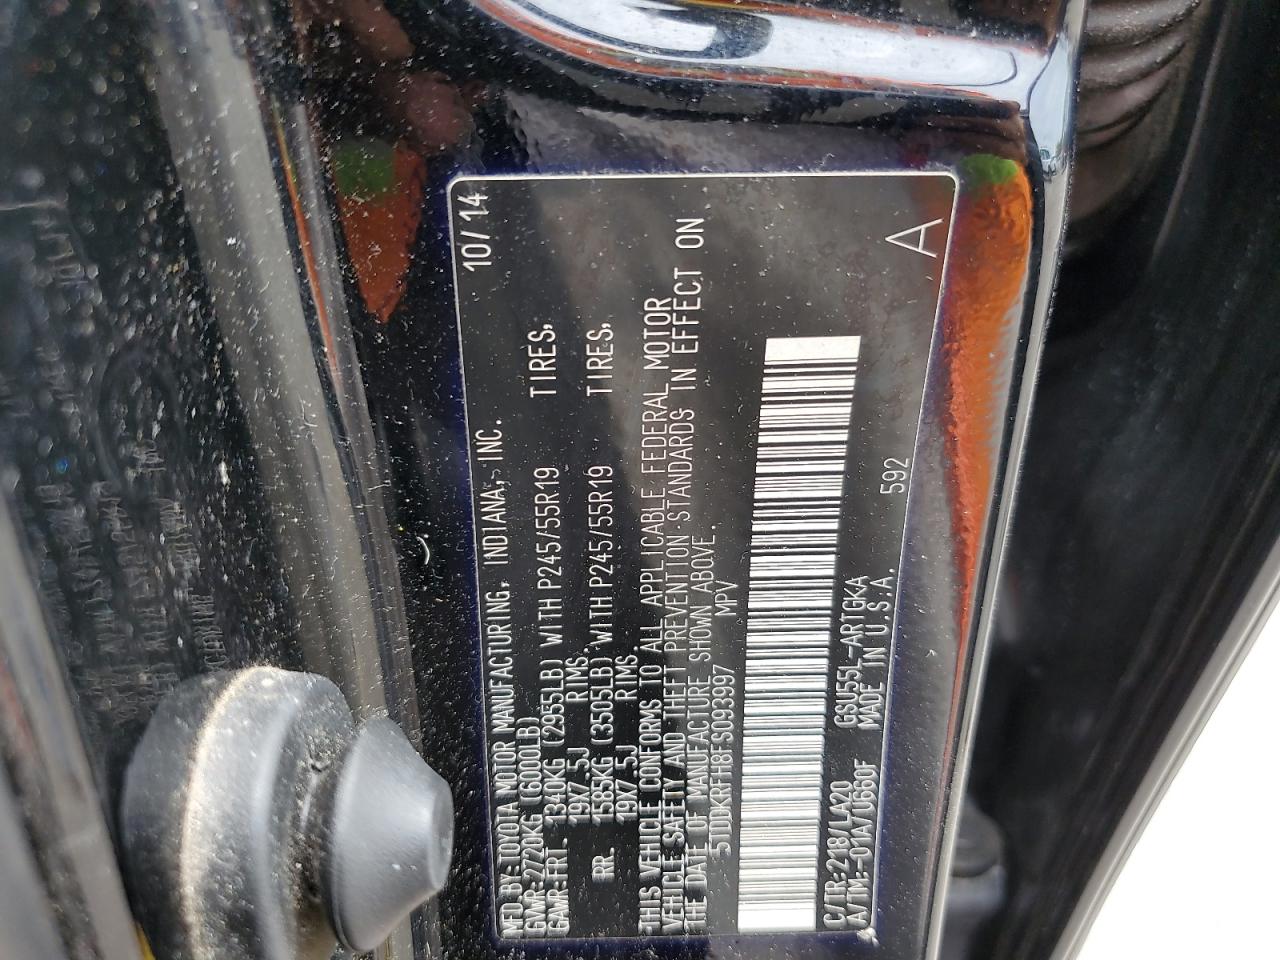 MFD BY: TOYOTA MOTOR MANUFACTURING, INDIANA, INC. 10/14
GVWR: 2720KG (6000LB)
GAWR: FRT. 1340KG (2955LB) WITH P245/55R19 TIRES,
19X7.5J RIMS,
RR. 1585KG (3505LB) WITH P245/55R19 TIRES,
19X7.5J RIMS
THIS VEHICLE CONFORMS TO ALL APPLICABLE FEDERAL MOTOR
VEHICLE SAFETY AND THEFT PREVENTION STANDARDS IN EFFECT ON
THE DATE OF MANUFACTURE SHOWN ABOVE.
5TDDKRFH8FS093997 MPV
C/TR: 218/LA20 GSU55L-ARTGKA 592
A/TM: -01A/U660F MADE IN U.S.A. A